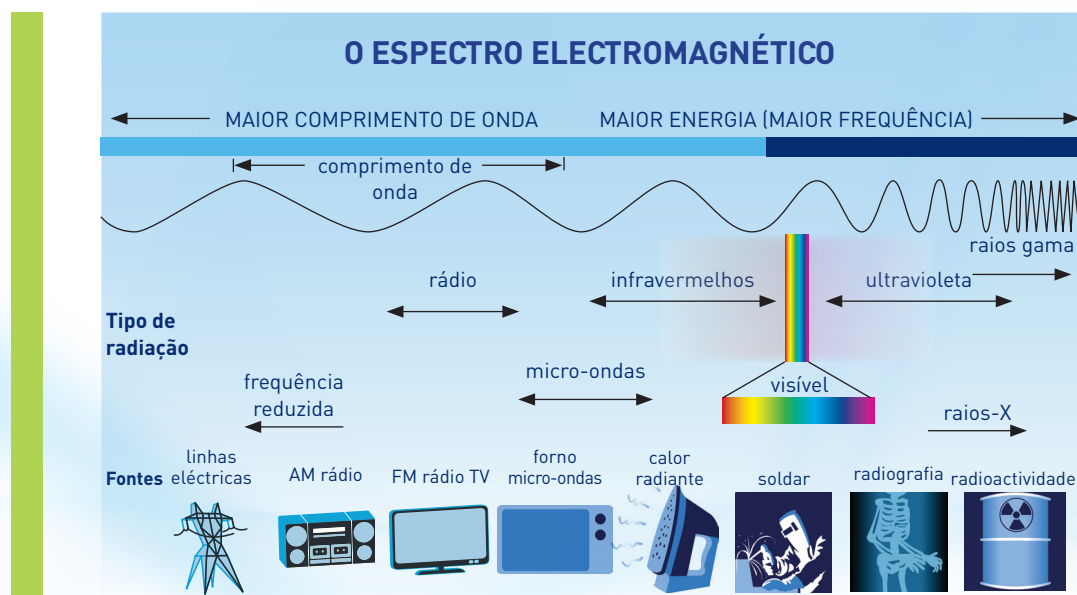 O ESPECTRO ELECTROMAGNÉTICO
MAIOR COMPRIMENTO DE ONDA
MAIOR ENERGIA (MAIOR FREQUÊNCIA)
comprimento de
onda
raios gama
rádio
infravermelhos
ultravioleta
Tipo de
radiação
micro-ondas
visível
frequência
reduzida
raios-X
Fontes
linhas
eléctricas
AM rádio
FM rádio TV
forno
micro-ondas
calor
radiante
soldar
radiografia
radioactividade